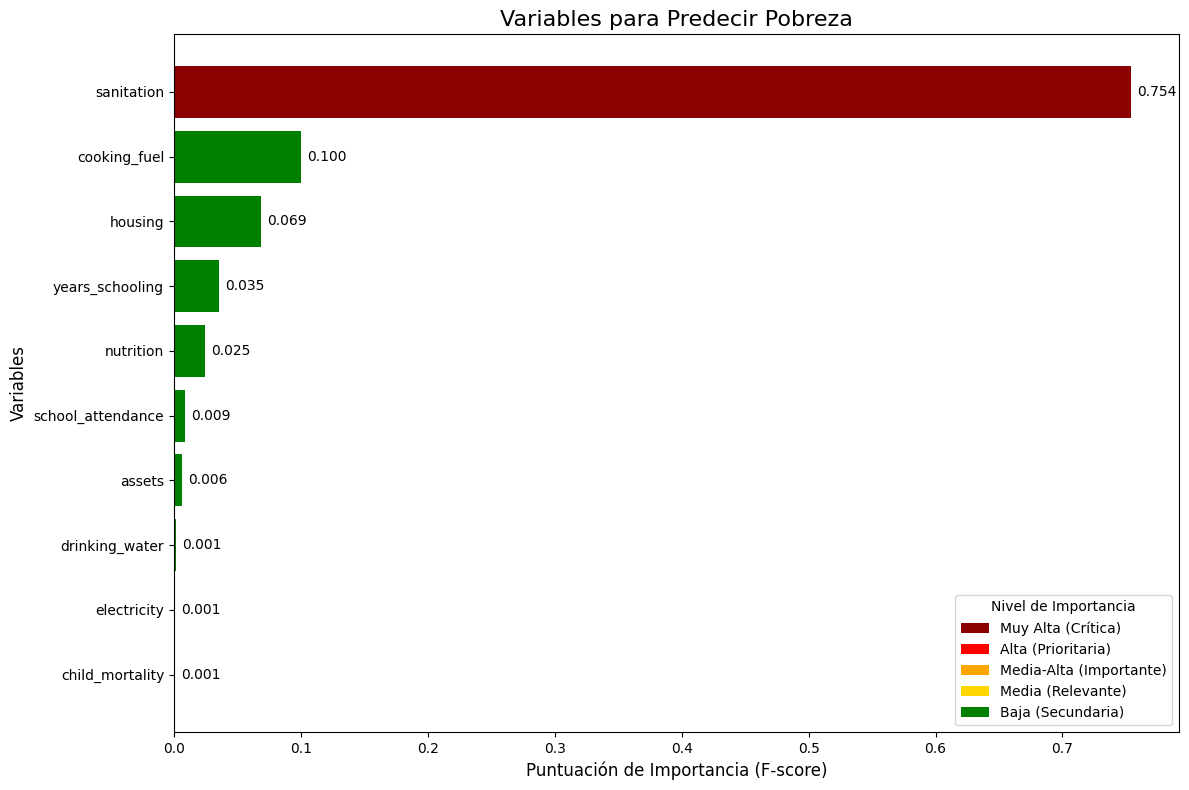 Variables para Predecir Pobreza
Variables
sanitation
0.754
cooking_fuel
0.100
housing
0.069
years_schooling
0.035
nutrition
0.025
school_attendance
0.009
assets
0.006
drinking_water
0.001
electricity
0.001
child_mortality
0.001
Nivel de Importancia
Muy Alta (Crítica)
Alta (Prioritaria)
Media-Alta (Importante)
Media (Relevante)
Baja (Secundaria)
0.0 0.1 0.2 0.3 0.4 0.5 0.6 0.7
Puntuación de Importancia (F-score)